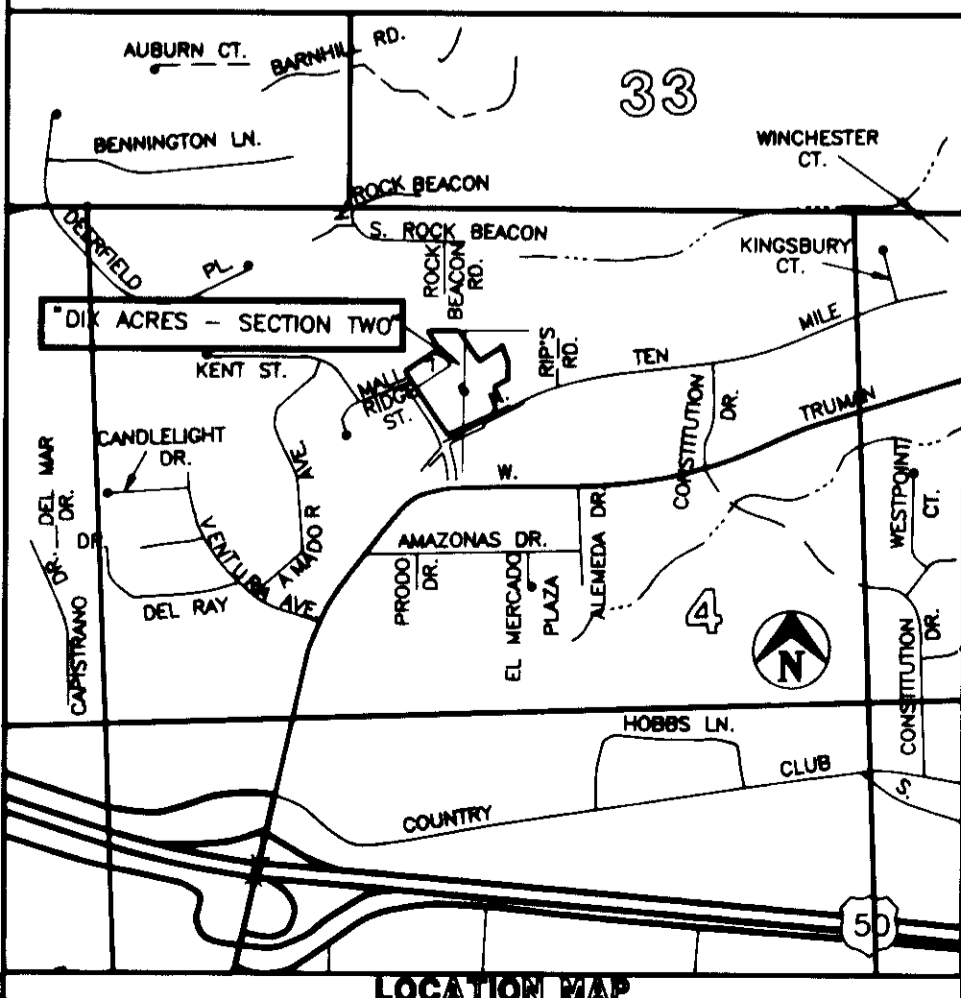 AUBURN CT.
BARNHILL RD.
33
BENNINGTON LN.
WINCHESTER
CT.
N. ROCK BEACON
S. ROCK BEACON
DEERFIELD
PL.
ROCK
BEACON
RD.
KINGSBURY
CT.
"DIX ACRES - SECTION TWO"
KENT ST.
MALL
RIDGE
ST.
RIP'S
RD.
TEN
MILE
CONSTITUTION
DR.
TRUMAN
CANDLELIGHT
DR.
W.
DEL MAR
DR.
DR.
VENTURA AVE.
AMADOR AVE.
AMAZONAS DR.
PRODO
DR.
EL MERCADO
PLAZA
ALEMEDA DR.
WESTPOINT
CT.
DEL RAY
DR.
CAPISTRANO
4
N
CONSTITUTION
DR.
HOBBS LN.
COUNTRY
CLUB
S.
50
LOCATION MAP